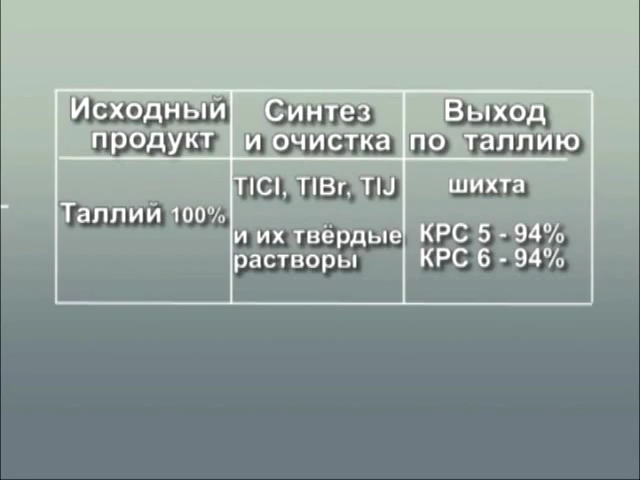 Исходный
продукт
Синтез
и очистка
Выход
по таллию
Таллий 100%
TlCl, TlBr, TlJ
и их твёрдые
растворы
шихта
КРС 5 - 94%
КРС 6 - 94%